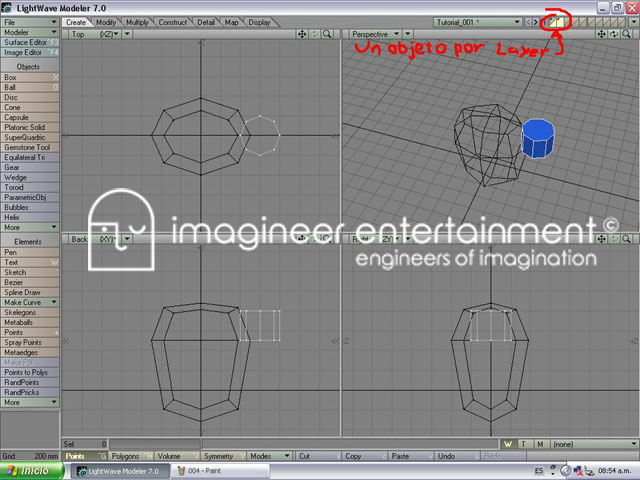 LightWave Modeler 7.0
File
Create Modify Multiply Construct Detail Map Display
Tutorial_001 *
Modeler
Surface Editor F5
Image Editor F4
Top (XZ)
Perspective
un objeto por Layer
Objects
Box X
Ball O
Disc
Cone
Capsule
Platonic Solid
SuperQuadric
Gemstone Tool
Equilateral Tri
Gear
Wedge
Toroid
ParametricObj
Bubbles
Helix
More
imagineer entertainment ©
engineers of imagination
Back (XY)
Right (ZY)
Elements
Pen
Text W
Sketch
Bezier
Spline Draw
Make Curve
Skelegons
Metaballs
Points +
Spray Points
Metaedges
Make Pol
Points to Polys
RandPoints
RandPricks
More
Sel: 0
W T M (none)
Grid: 200 mm
Points ^G Polygons ^H Volume ^J Symmetry Y Modes Cut x Copy c Paste v Undo u Redo
Inicio
LightWave Modeler 7.0
004 - Paint
ES
08:54 a.m.